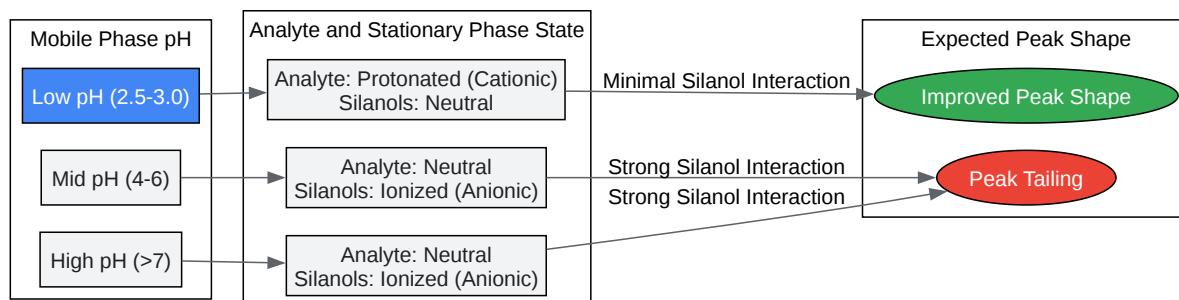 Mobile Phase pH
Low pH (2.5-3.0)
Mid pH (4-6)
High pH (>7)
Analyte and Stationary Phase State
Analyte: Protonated (Cationic)
Silanols: Neutral
Analyte: Neutral
Silanols: Ionized (Anionic)
Analyte: Neutral
Silanols: Ionized (Anionic)
Minimal Silanol Interaction
Strong Silanol Interaction
Strong Silanol Interaction
Expected Peak Shape
Improved Peak Shape
Peak Tailing